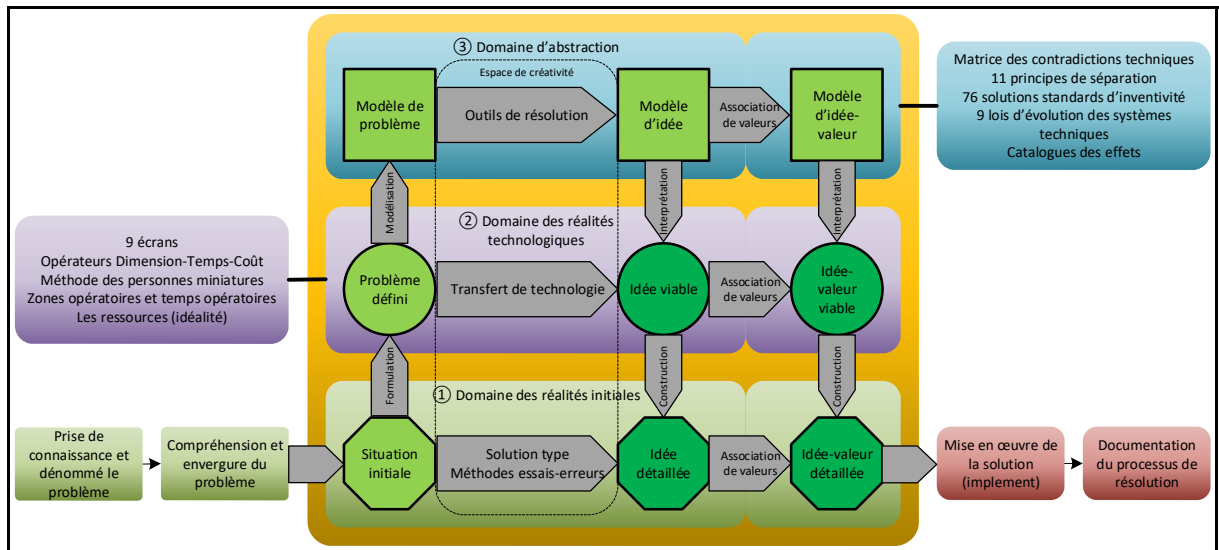 ③ Domaine d'abstraction
Espace de créativité
Modèle de
problème
Outils de résolution
Modèle
d'idée
Association
de valeurs
Modèle
d'idée-
valeur
Matrice des contradictions techniques
11 principes de séparation
76 solutions standards d'inventivité
9 lois d'évolution des systèmes
techniques
Catalogues des effets
Modélisation
Interprétation
Interprétation
9 écrans
Opérateurs Dimension-Temps-Coût
Méthode des personnes miniatures
Zones opératoires et temps opératoires
Les ressources (idéalité)
② Domaine des réalités
technologiques
Problème
défini
Transfert de technologie
Idée viable
Association
de valeurs
Idée-
valeur
viable
Formulation
Construction
Construction
① Domaine des réalités initiales
Prise de
connaissance et
dénommé le
problème
Compréhension et
envergure du
problème
Situation
initiale
Solution type
Méthodes essais-erreurs
Idée
détaillée
Association
de valeurs
Idée-valeur
détaillée
Mise en œuvre de
la solution
(implement)
Documentation
du processus de
résolution